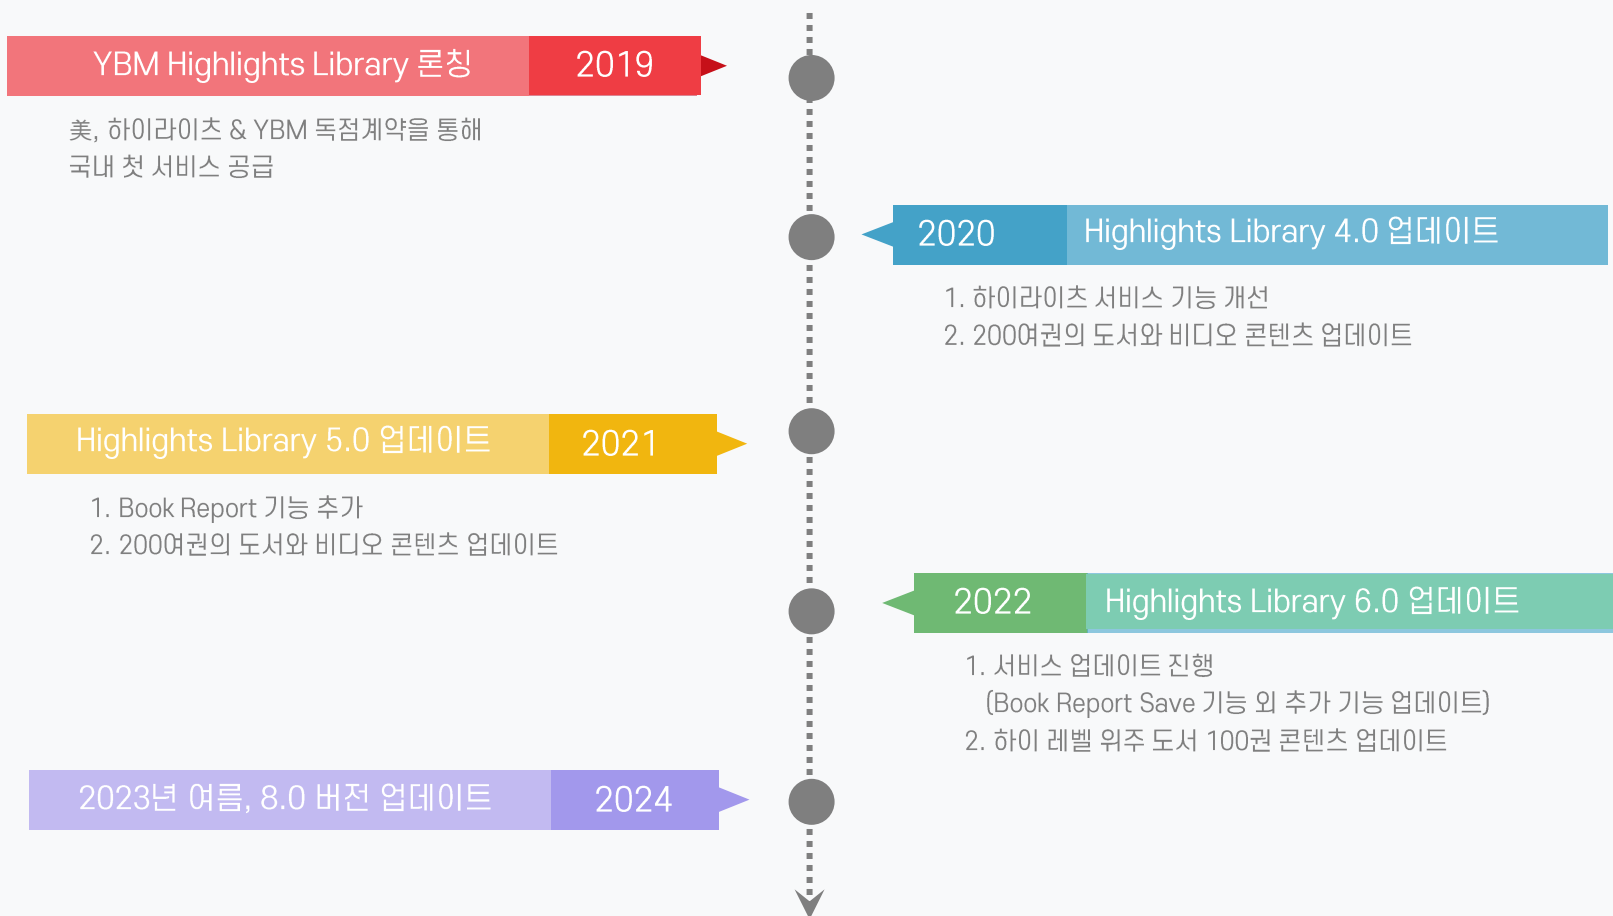 YBM Highlights Library 론칭
2019
美, 하이라이츠 & YBM 독점계약을 통해
국내 첫 서비스 공급
2020
Highlights Library 4.0 업데이트
1. 하이라이츠 서비스 기능 개선
2. 200여권의 도서와 비디오 콘텐츠 업데이트
Highlights Library 5.0 업데이트
2021
1. Book Report 기능 추가
2. 200여권의 도서와 비디오 콘텐츠 업데이트
2022
Highlights Library 6.0 업데이트
1. 서비스 업데이트 진행
(Book Report Save 기능 외 추가 기능 업데이트)
2. 하이 레벨 위주 도서 100권 콘텐츠 업데이트
2023년 여름, 8.0 버전 업데이트
2024